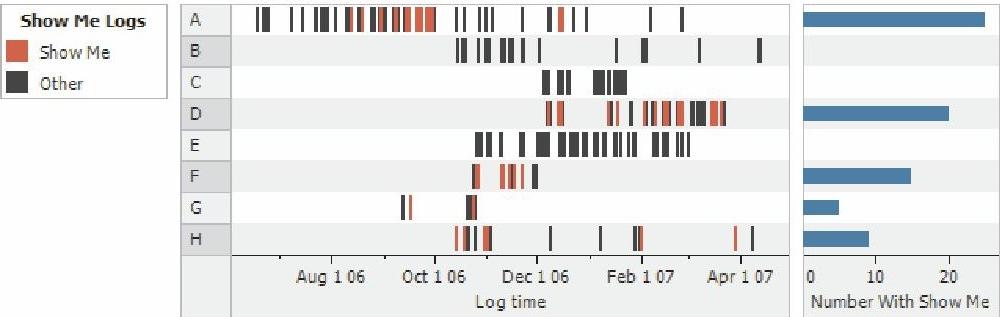 Show Me Logs
Show Me
Other
A
B
C
D
E
F
G
H
Aug 1 06 Oct 1 06 Dec 1 06 Feb 1 07 Apr 1 07
Log time
0 10 20
Number With Show Me